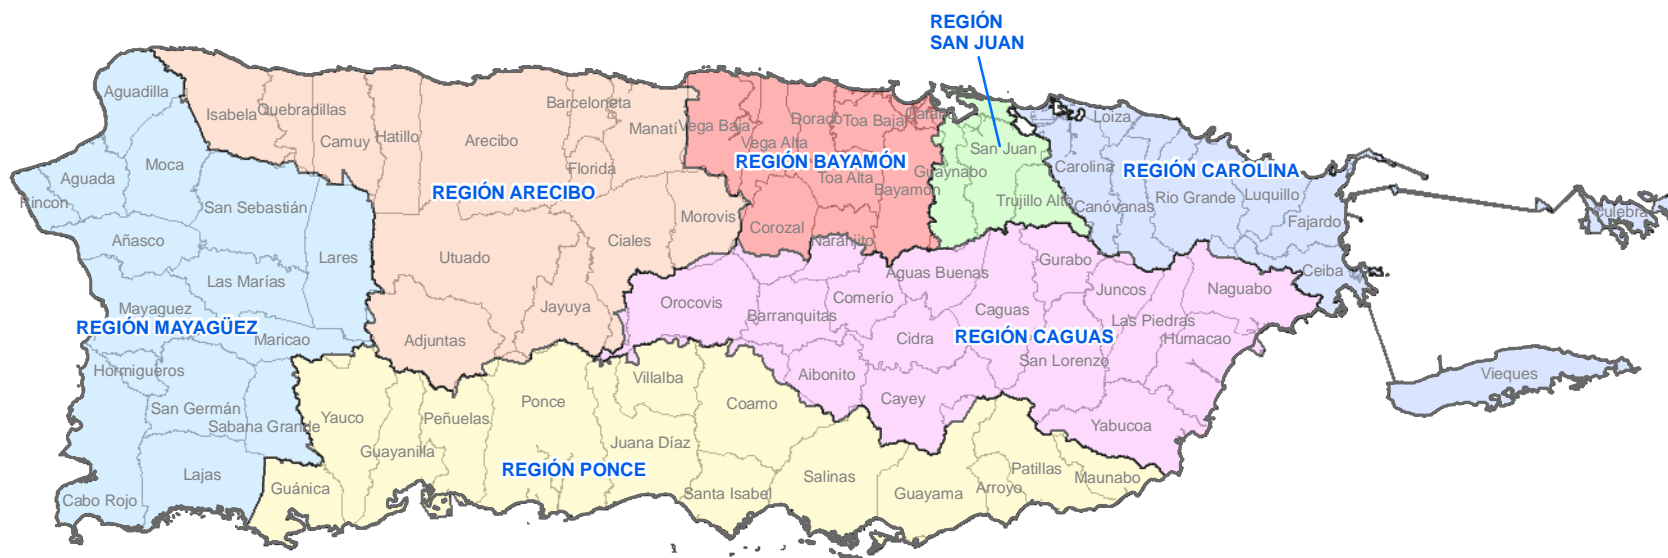 REGIÓN
SAN JUAN
Aguadilla
Isabela
Quebradillas
Camuy
Hatillo
Arecibo
Barceloneta
Manatí
Florida
Vega Baja
Vega Alta
Dorado
Toa Baja
Cataño
San Juan
Loiza
Moca
Aguada
Rincón
REGIÓN ARECIBO
REGIÓN BAYAMÓN
Toa Alta
Bayamón
Guaynabo
Trujillo Alto
Carolina
REGIÓN CAROLINA
Canóvanas
Rio Grande
Luquillo
Fajardo
Culebra
San Sebastián
Añasco
Lares
Utuado
Ciales
Morovis
Corozal
Naranjito
Aguas Buenas
Gurabo
Ceiba
Las Marías
Mayaguez
REGIÓN MAYAGÜEZ
Maricao
Adjuntas
Jayuya
Orocovis
Barranquitas
Comerío
Cidra
Caguas
REGIÓN CAGUAS
Juncos
Las Piedras
Naguabo
Humacao
San Lorenzo
Hormigueros
San Germán
Sabana Grande
Yauco
Peñuelas
Ponce
Villalba
Coamo
Aibonito
Cayey
Yabucoa
Vieques
Guayanilla
Juana Díaz
REGIÓN PONCE
Cabo Rojo
Lajas
Guánica
Santa Isabel
Salinas
Guayama
Arroyo
Patillas
Maunabo